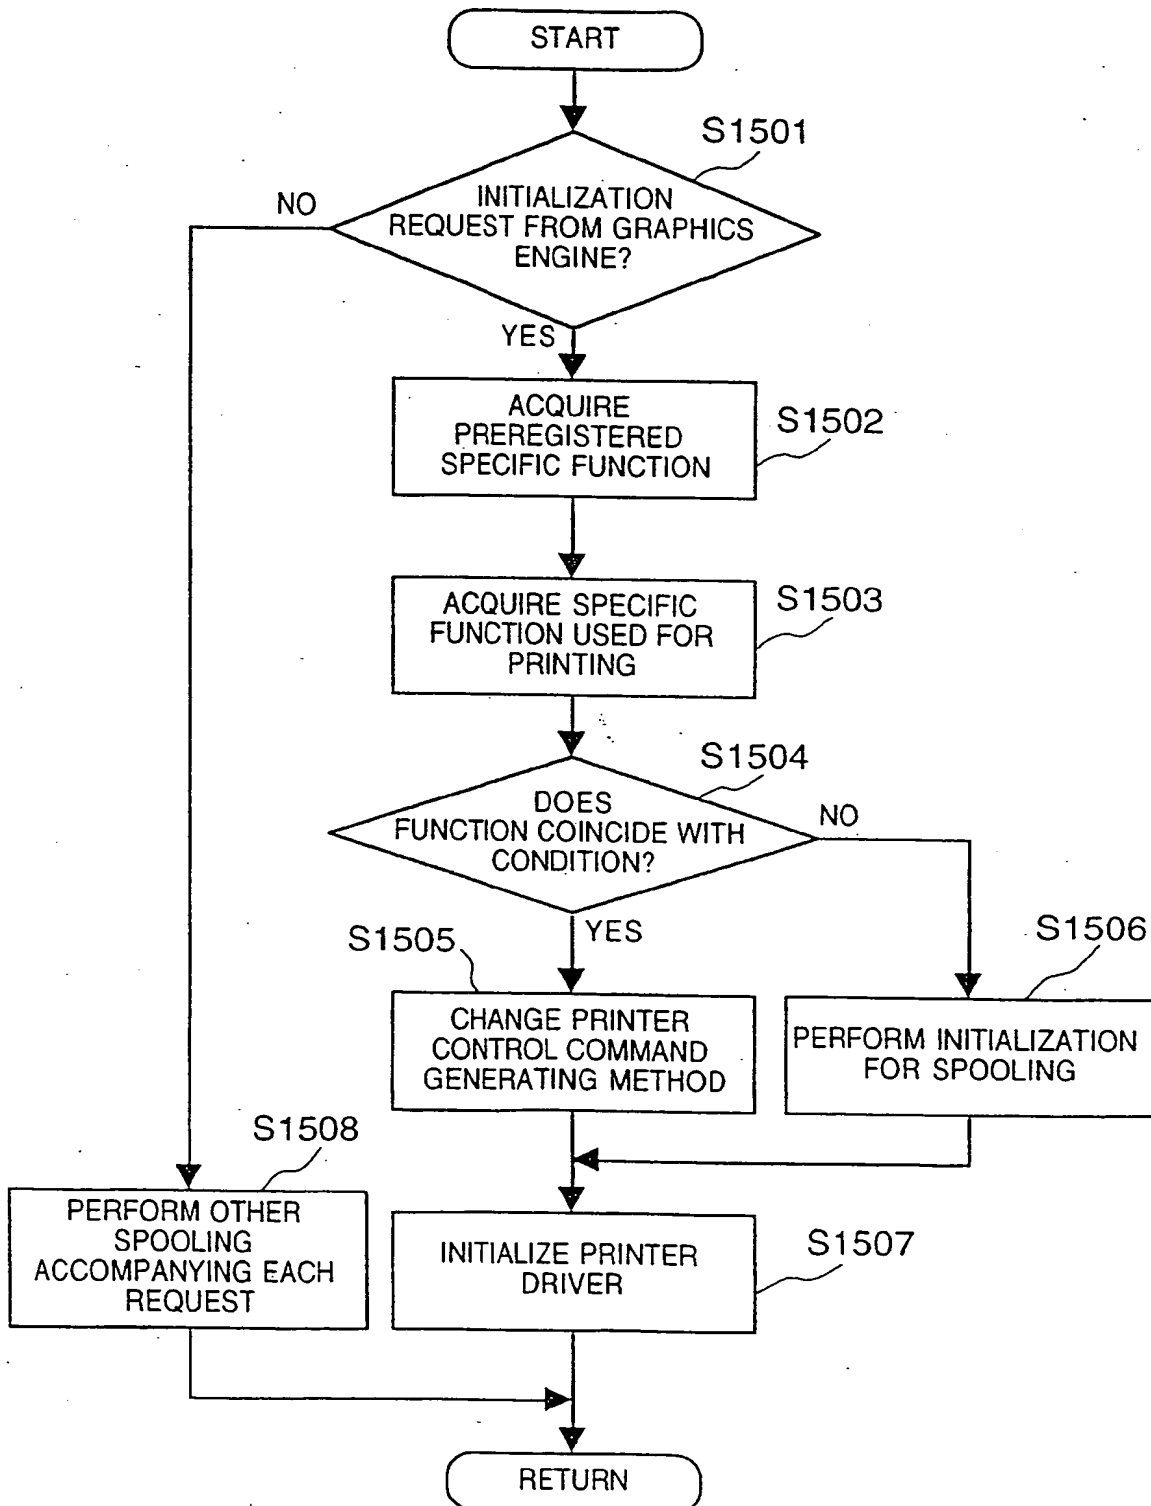 START
S1501
INITIALIZATION
REQUEST FROM GRAPHICS
ENGINE?
NO
YES
ACQUIRE
PREREGISTERED
SPECIFIC FUNCTION
S1502
ACQUIRE SPECIFIC
FUNCTION USED FOR
PRINTING
S1503
S1504
DOES
FUNCTION COINCIDE WITH
CONDITION?
NO
YES
S1505
CHANGE PRINTER
CONTROL COMMAND
GENERATING METHOD
S1506
PERFORM INITIALIZATION
FOR SPOOLING
S1508
PERFORM OTHER
SPOOLING
ACCOMPANYING EACH
REQUEST
INITIALIZE PRINTER
DRIVER
S1507
RETURN